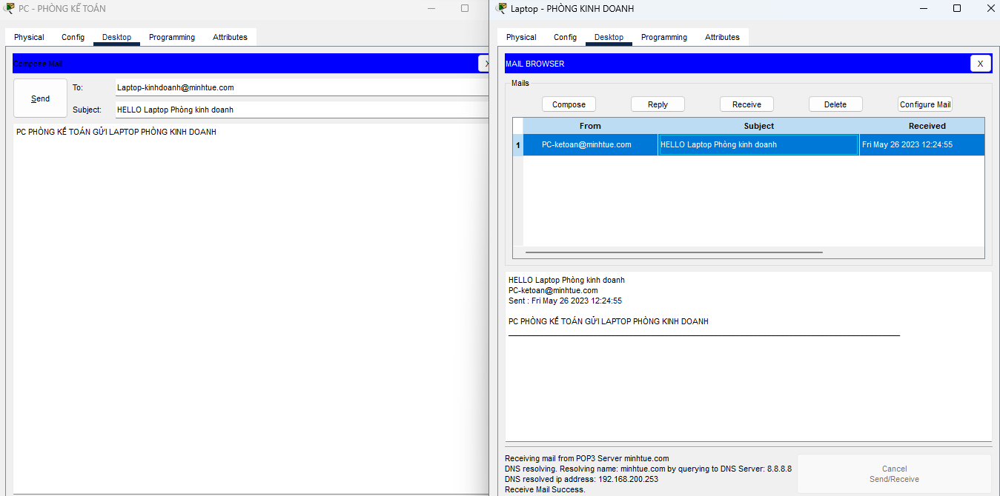 PC - PHÒNG KẾ TOÁN
Physical Config Desktop Programming Attributes
Compose Mail
X
Send
To: Laptop-kinhdoanh@minhtue.com
Subject: HELLO Laptop Phòng kinh doanh
PC PHÒNG KẾ TOÁN GỬI LAPTOP PHÒNG KINH DOANH
Laptop - PHÒNG KINH DOANH
Physical Config Desktop Programming Attributes
MAIL BROWSER
X
Mails
Compose Reply Receive Delete Configure Mail
From Subject Received
1 PC-ketoan@minhtue.com HELLO Laptop Phòng kinh doanh Fri May 26 2023 12:24:55
HELLO Laptop Phòng kinh doanh
PC-ketoan@minhtue.com
Sent : Fri May 26 2023 12:24:55
PC PHÒNG KẾ TOÁN GỬI LAPTOP PHÒNG KINH DOANH
Receiving mail from POP3 Server minhtue.com
DNS resolving. Resolving name: minhtue.com by querying to DNS Server: 8.8.8.8
DNS resolved ip address: 192.168.200.253
Receive Mail Success.
Cancel
Send/Receive